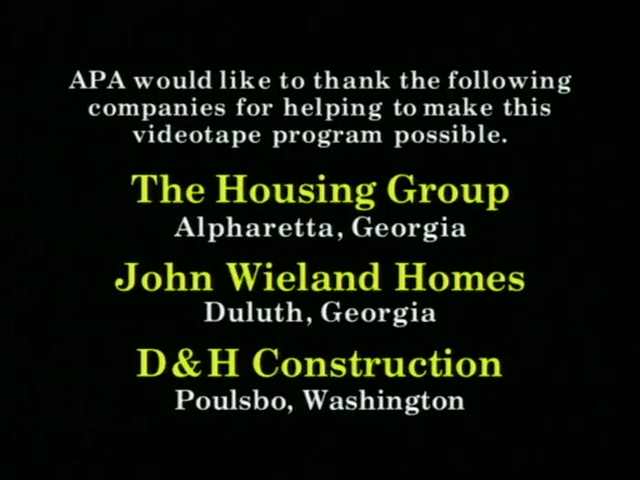 APA would like to thank the following
companies for helping to make this
videotape program possible.
The Housing Group
Alpharetta, Georgia
John Wieland Homes
Duluth, Georgia
D&H Construction
Poulsbo, Washington